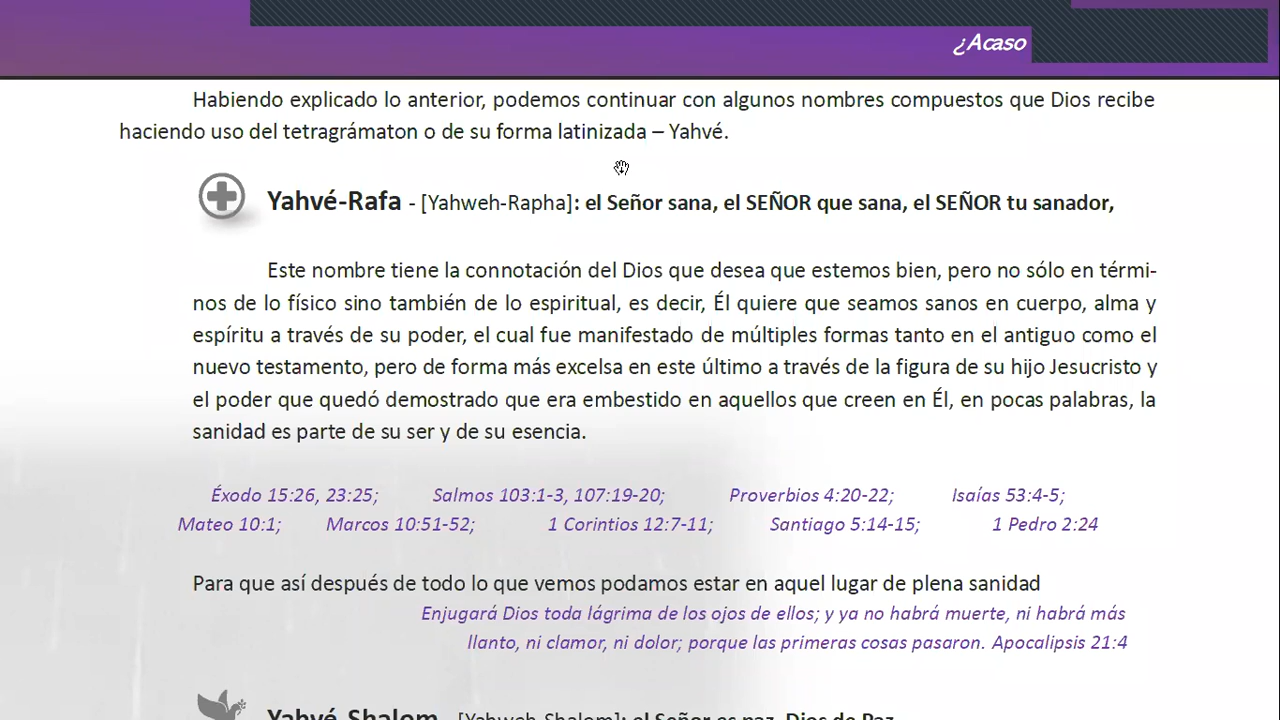 ¿Acaso
Habiendo explicado lo anterior, podemos continuar con algunos nombres compuestos que Dios recibe
haciendo uso del tetragrámaton o de su forma latinizada – Yahvé.
Yahvé-Rafa - [Yahweh-Rapha]: el Señor sana, el SEÑOR que sana, el SEÑOR tu sanador,
Este nombre tiene la connotación del Dios que desea que estemos bien, pero no sólo en térmi-
nos de lo físico sino también de lo espiritual, es decir, Él quiere que seamos sanos en cuerpo, alma y
espíritu a través de su poder, el cual fue manifestado de múltiples formas tanto en el antiguo como el
nuevo testamento, pero de forma más excelsa en este último a través de la figura de su hijo Jesucristo y
el poder que quedó demostrado que era embestido en aquellos que creen en Él, en pocas palabras, la
sanidad es parte de su ser y de su esencia.
Éxodo 15:26, 23:25; Salmos 103:1-3, 107:19-20; Proverbios 4:20-22; Isaías 53:4-5;
Mateo 10:1; Marcos 10:51-52; 1 Corintios 12:7-11; Santiago 5:14-15; 1 Pedro 2:24
Para que así después de todo lo que vemos podamos estar en aquel lugar de plena sanidad
Enjugará Dios toda lágrima de los ojos de ellos; y ya no habrá muerte, ni habrá más
llanto, ni clamor, ni dolor; porque las primeras cosas pasaron. Apocalipsis 21:4
Yahvé-Shalom - [Yahweh-Shalom]: el Señor es paz, Dios de Paz